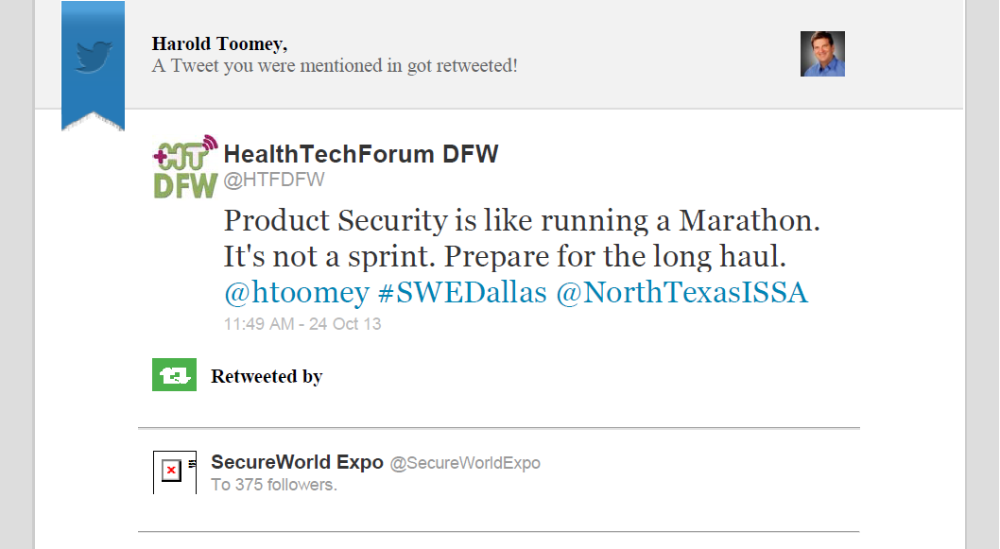 Harold Toomey,
A Tweet you were mentioned in got retweeted!
DFW
HealthTechForum DFW
@HTFDFW
Product Security is like running a Marathon.
It's not a sprint. Prepare for the long haul.
@htoomey #SWEDallas @NorthTexasISSA
11:49 AM - 24 Oct 13
Retweeted by
SecureWorld Expo @SecureWorldExpo
To 375 followers.